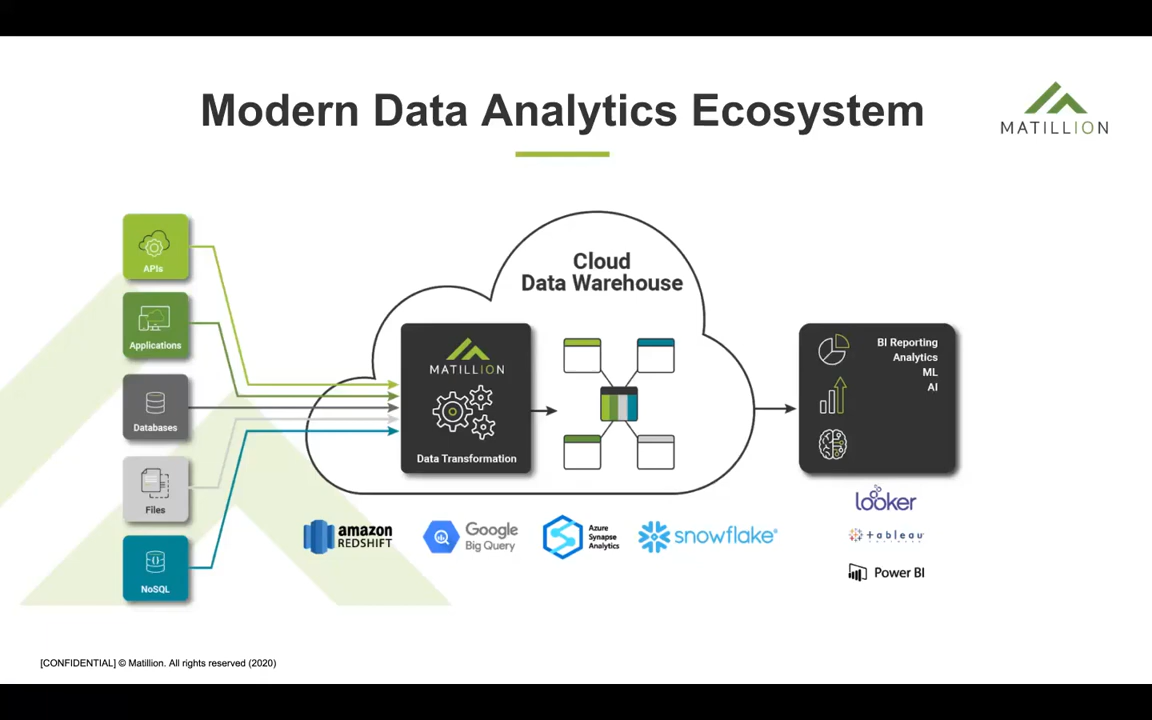 Modern Data Analytics Ecosystem
MATILLION
APIs
Applications
Databases
Files
NoSQL
Cloud
Data Warehouse
MATILLION
Data Transformation
BI Reporting
Analytics
ML
AI
amazon
REDSHIFT
Google
Big Query
Azure
Synapse
Analytics
snowflake®
looker
tableau
Power BI
[CONFIDENTIAL] © Matillion. All rights reserved (2020)